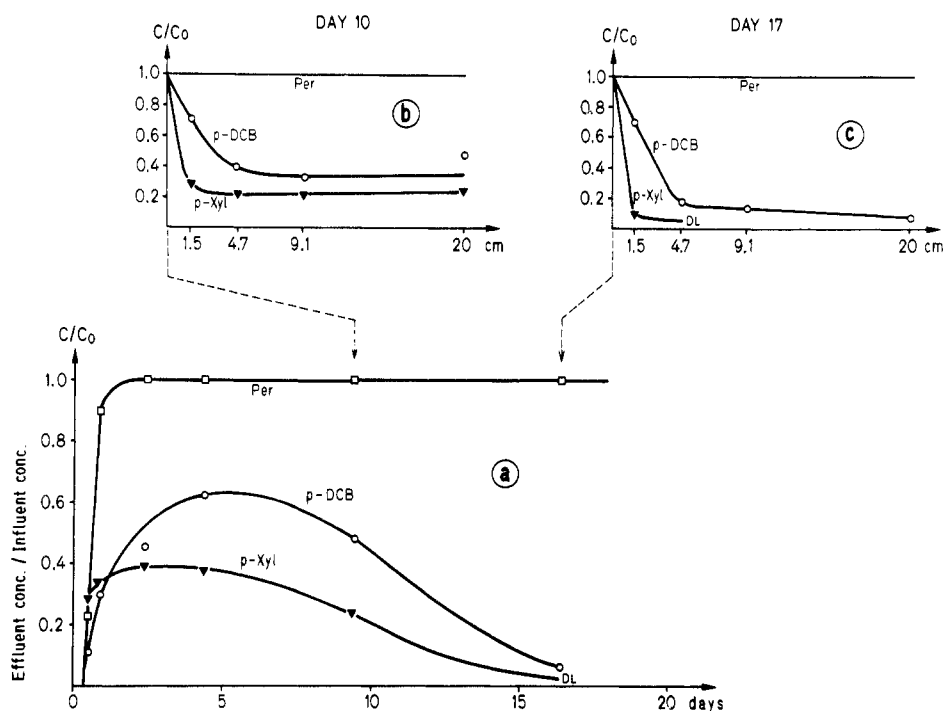 DAY 10
C/Co
1.0
0.8
0.6
0.4
0.2
Per
p-DCB
p-Xyl
b
1.5 4.7 9.1 20 cm
DAY 17
C/Co
1.0
0.8
0.6
0.4
0.2
Per
p-DCB
p-Xyl
DL
c
1.5 4.7 9.1 20 cm
C/Co
Effluent conc. / Influent conc.
1.0
0.8
0.6
0.4
0.2
Per
p-DCB
p-Xyl
DL
a
0 5 10 15 20 days